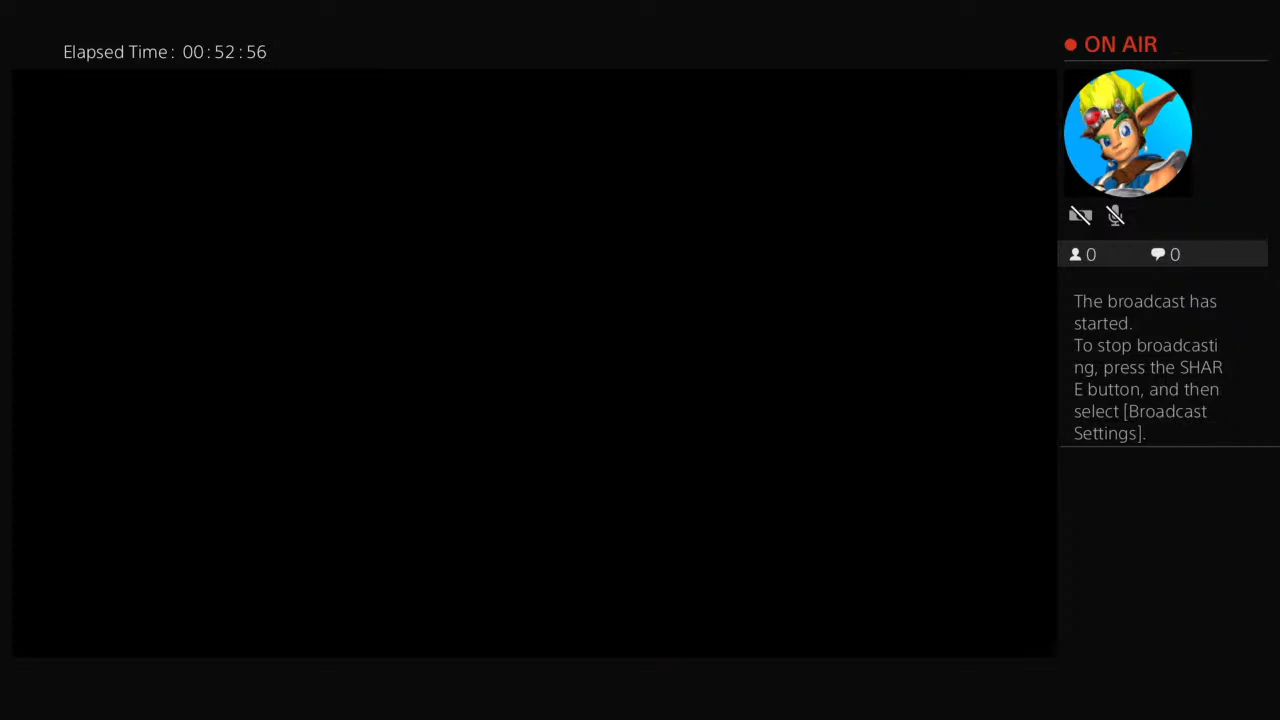 Elapsed Time: 00:52:56
ON AIR
0 0
The broadcast has
started.
To stop broadcasti
ng, press the SHAR
E button, and then
select [Broadcast
Settings].